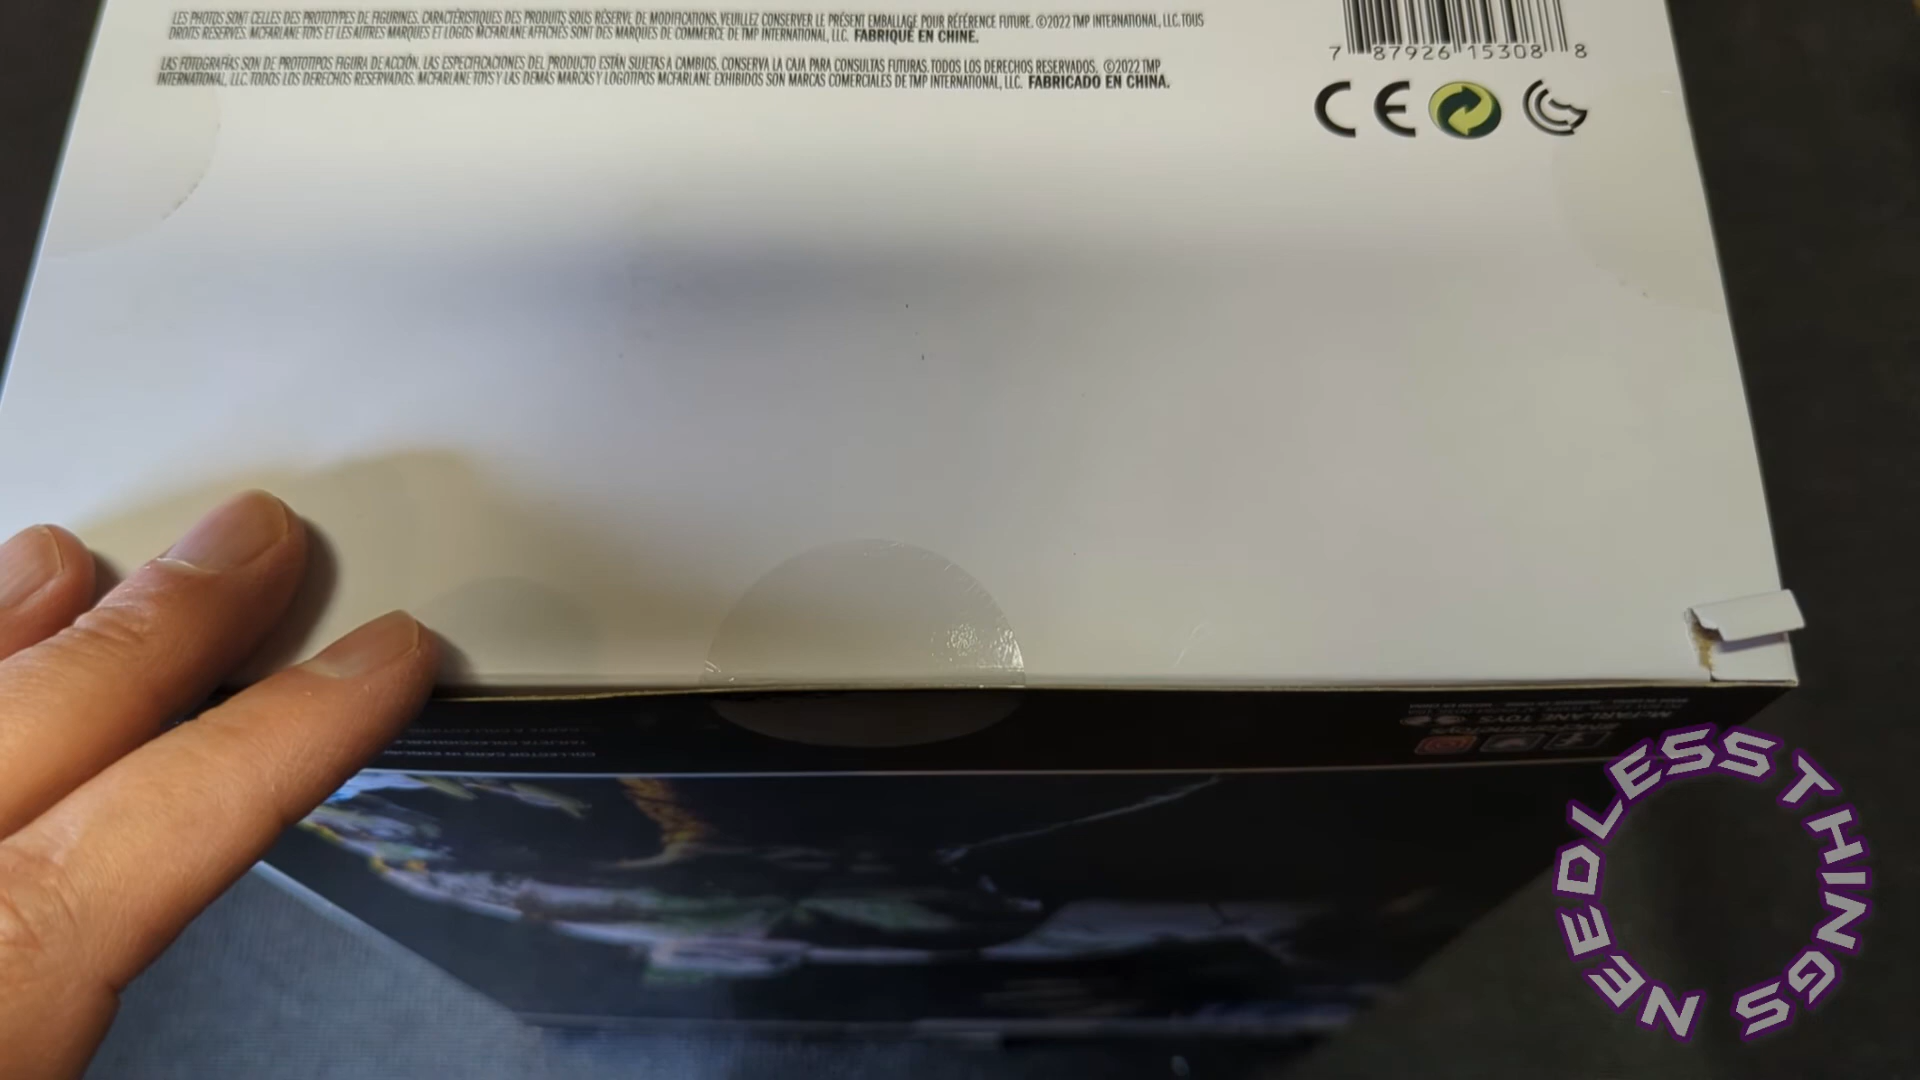 LES PHOTOS SONT CELLES DES PROTOTYPES DE FIGURINES. CARACTÉRISTIQUES DES PRODUITS SOUS RÉSERVE DE MODIFICATIONS. VEUILLEZ CONSERVER LE PRÉSENT EMBALLAGE POUR RÉFÉRENCE FUTURE. ©2022 TMP INTERNATIONAL, LLC. TOUS
DROITS RÉSERVÉS. MCFARLANE TOYS ET LES AUTRES MARQUES ET LOGOS MCFARLANE AFFICHÉS SONT DES MARQUES DE COMMERCE DE TMP INTERNATIONAL, LLC. FABRIQUÉ EN CHINE.
LAS FOTOGRAFÍAS SON DE PROTOTIPOS FIGURA DE ACCIÓN. LAS ESPECIFICACIONES DEL PRODUCTO ESTÁN SUJETAS A CAMBIOS. CONSERVA LA CAJA PARA CONSULTAS FUTURAS. TODOS LOS DERECHOS RESERVADOS. ©2022 TMP
INTERNATIONAL, LLC. TODOS LOS DERECHOS RESERVADOS. MCFARLANE TOYS Y LAS DEMÁS MARCAS Y LOGOTIPOS MCFARLANE EXHIBIDOS SON MARCAS COMERCIALES DE TMP INTERNATIONAL, LLC. FABRICADO EN CHINA.
7 87926 15308 8
CE
MCFARLANE TOYS
COLLECTOR CARD
NEEDLESS THINGS